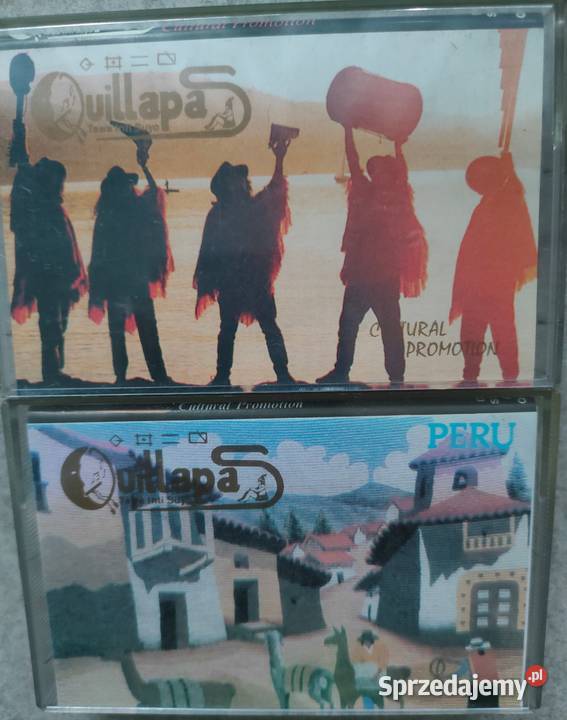 Cultural Promotion
Quillapas
CULTURAL
PROMOTION
Cultural Promotion
PERU
Quillapas
Sprzedajemy.pl